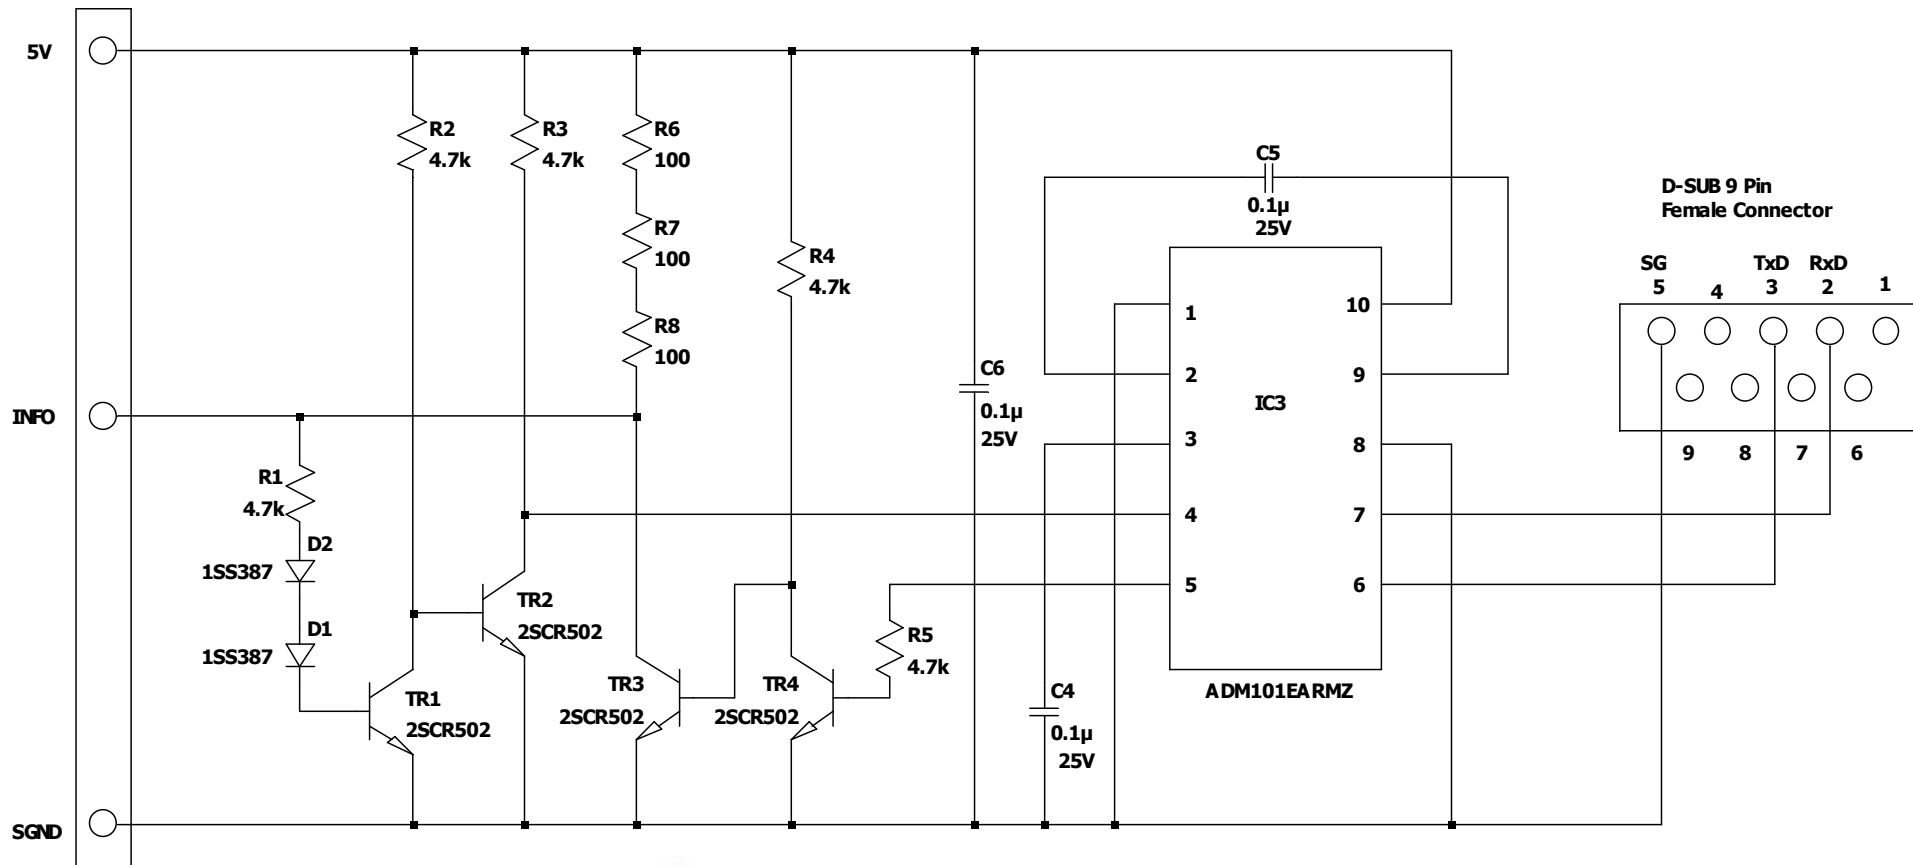 5V
R2
4.7k
R3
4.7k
R6
100
C5
0.1µ
25V
D-SUB 9 Pin
Female Connector
R7
100
R4
4.7k
SG
TxD
RxD
5
4
3
2
1
R8
100
1
10
C6
0.1µ
25V
2
9
IC3
INFO
3
8
9
8
7
6
R1
4.7k
4
7
D2
1SS387
5
6
TR2
2SCR502
D1
1SS387
R5
4.7k
TR1
2SCR502
TR3
2SCR502
TR4
2SCR502
C4
0.1µ
25V
ADM101EARMZ
SGND